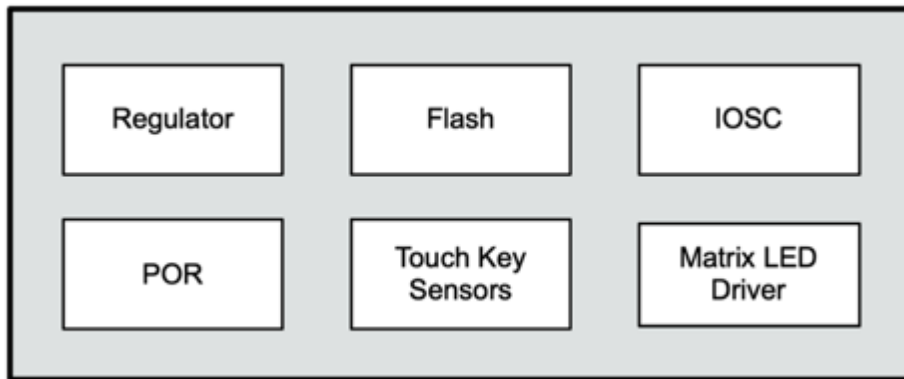 Regulator
Flash
IOSC
POR
Touch Key
Sensors
Matrix LED
Driver